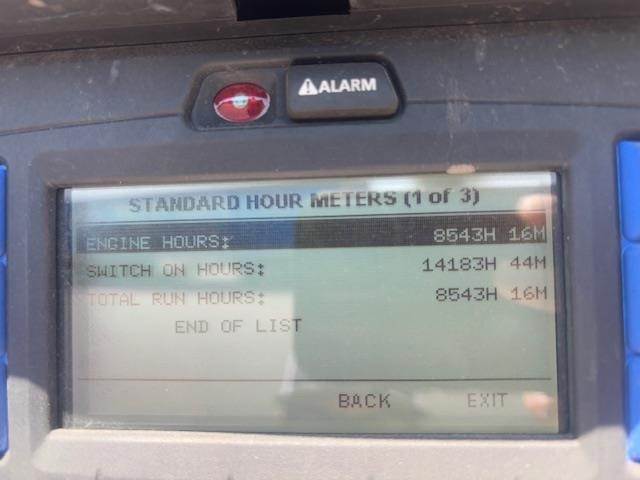 ALARM
STANDARD HOUR METERS (1 of 3)
ENGINE HOURS: 8543H 16M
SWITCH ON HOURS: 14183H 44M
TOTAL RUN HOURS: 8543H 16M
END OF LIST
BACK EXIT